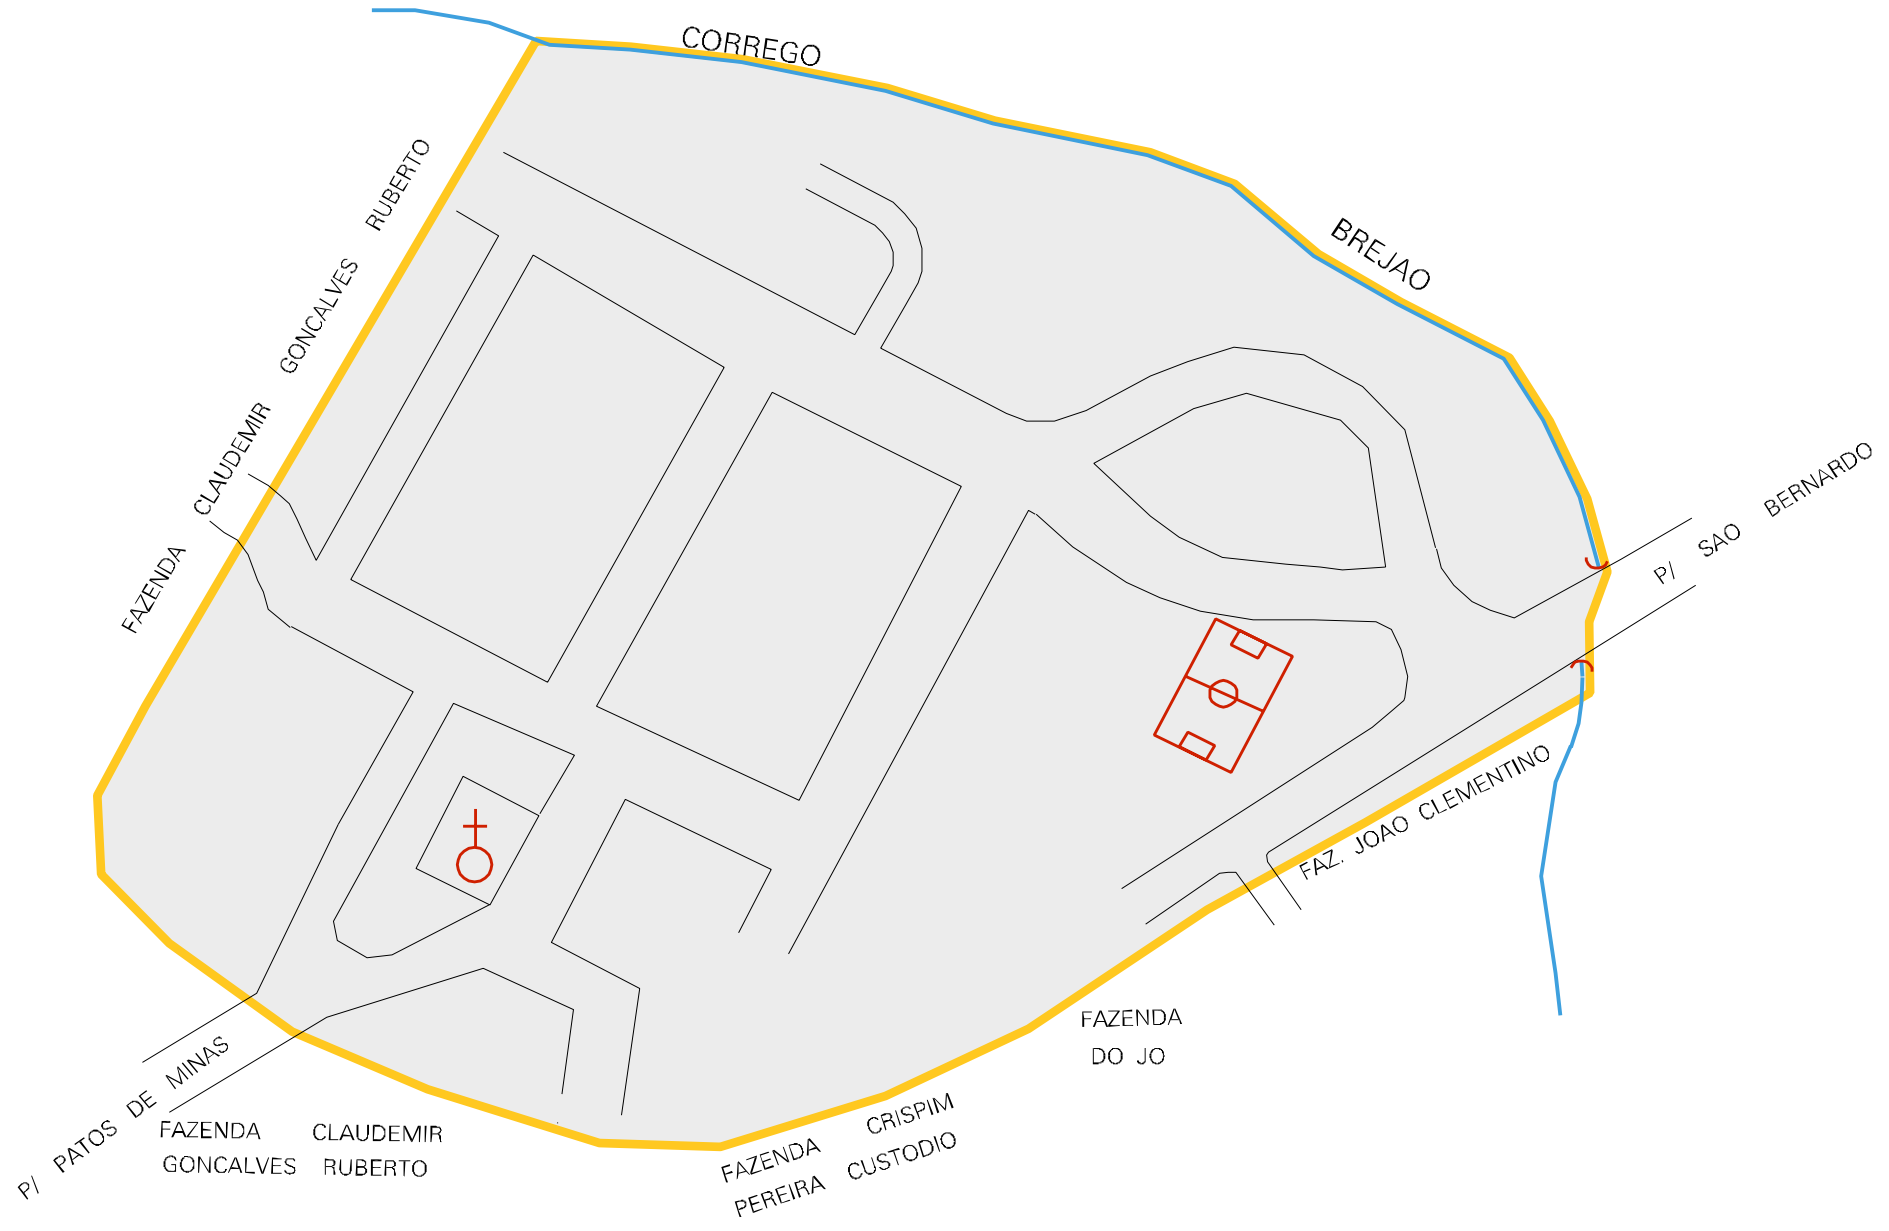 CORREGO
BREJAO
FAZENDA CLAUDEMIR GONCALVES RUBERTO
P/ SAO BERNARDO
FAZ. JOAO CLEMENTINO
FAZENDA
DO JO
P/ PATOS DE MINAS
FAZENDA CLAUDEMIR
GONCALVES RUBERTO
FAZENDA CRISPIM
PEREIRA CUSTODIO